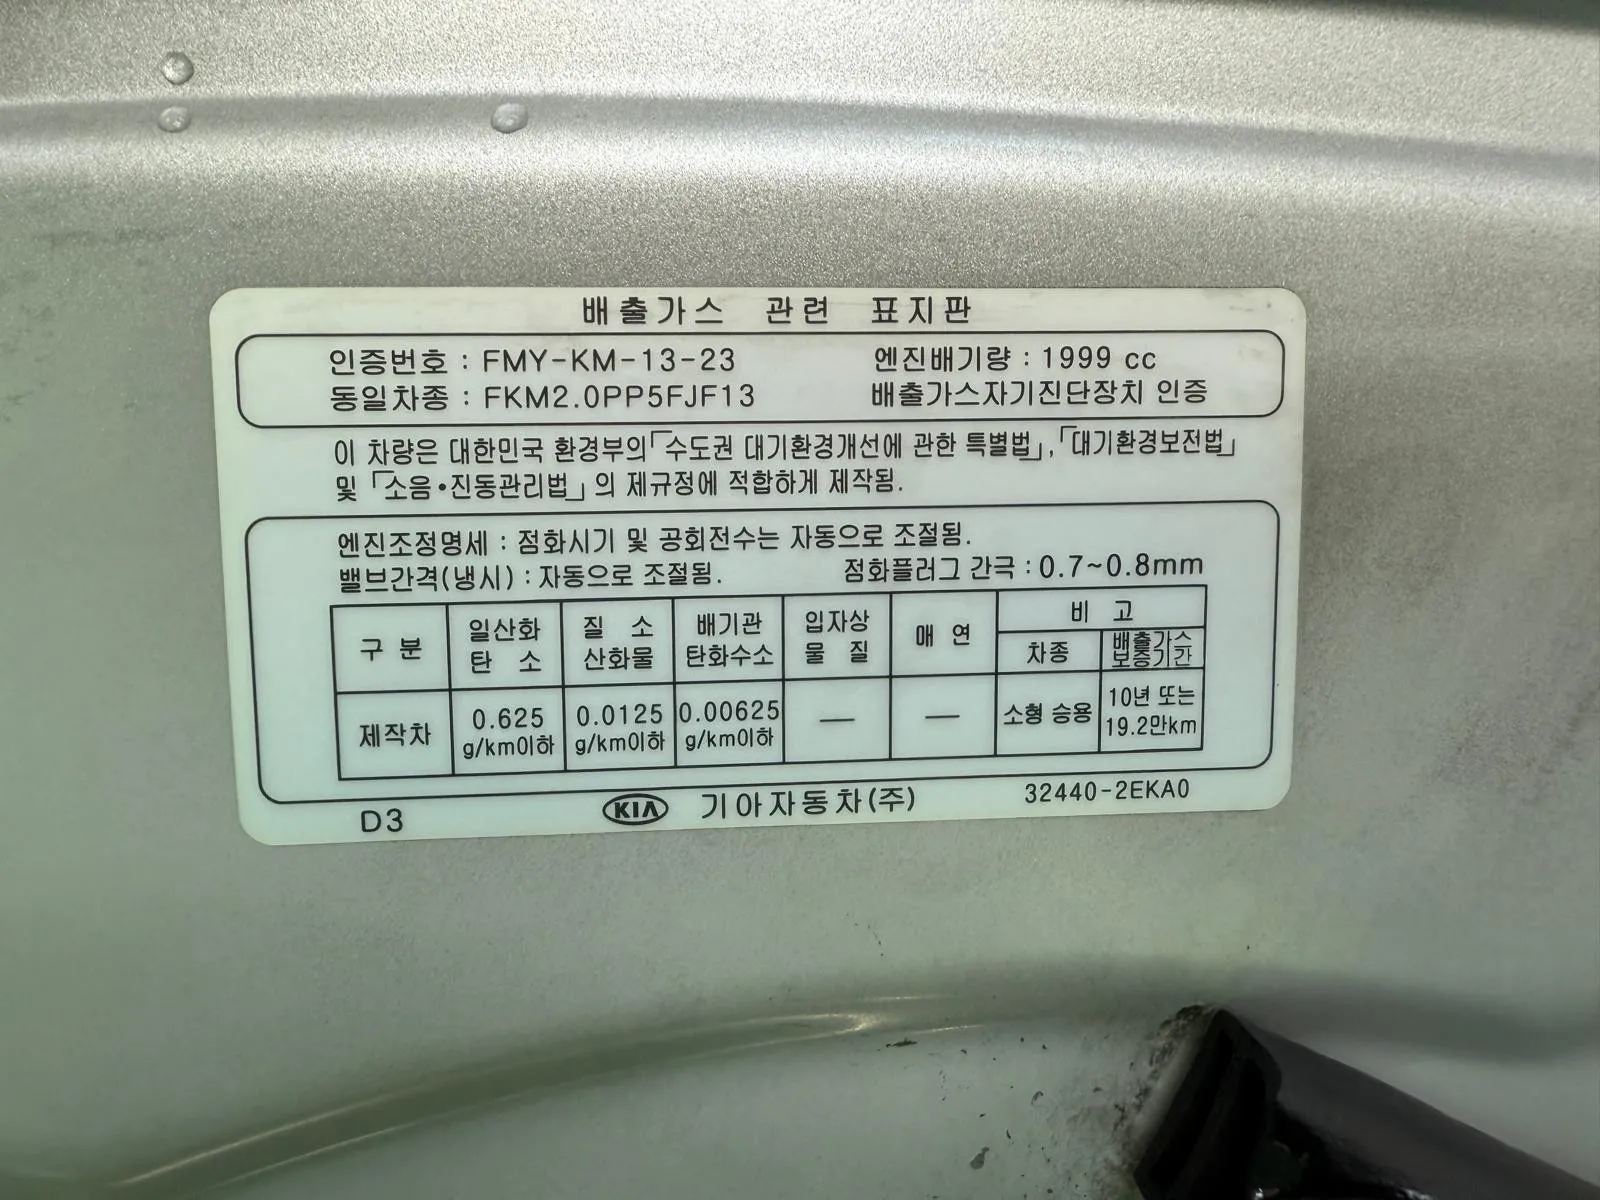 배출가스 관련 표지판
인증번호 : FMY-KM-13-23 엔진배기량 : 1999 cc
동일차종 : FKM2.0PP5FJF13 배출가스자기진단장치 인증
이 차량은 대한민국 환경부의「수도권 대기환경개선에 관한 특별법」,「대기환경보전법」
및 「소음•진동관리법」의 제규정에 적합하게 제작됨.
엔진조정명세 : 점화시기 및 공회전수는 자동으로 조절됨.
밸브간격(냉시) : 자동으로 조절됨. 점화플러그 간극 : 0.7~0.8mm
구 분 일산화 탄 소 질 소 산화물 배기관 탄화수소 입자상 물 질 매 연 비 고
차종 배출가스 보증기간
제작차 0.625 g/km이하 0.0125 g/km이하 0.00625 g/km이하 — — 소형 승용 10년 또는 19.2만km
D3 KIA 기아자동차(주) 32440-2EKA0